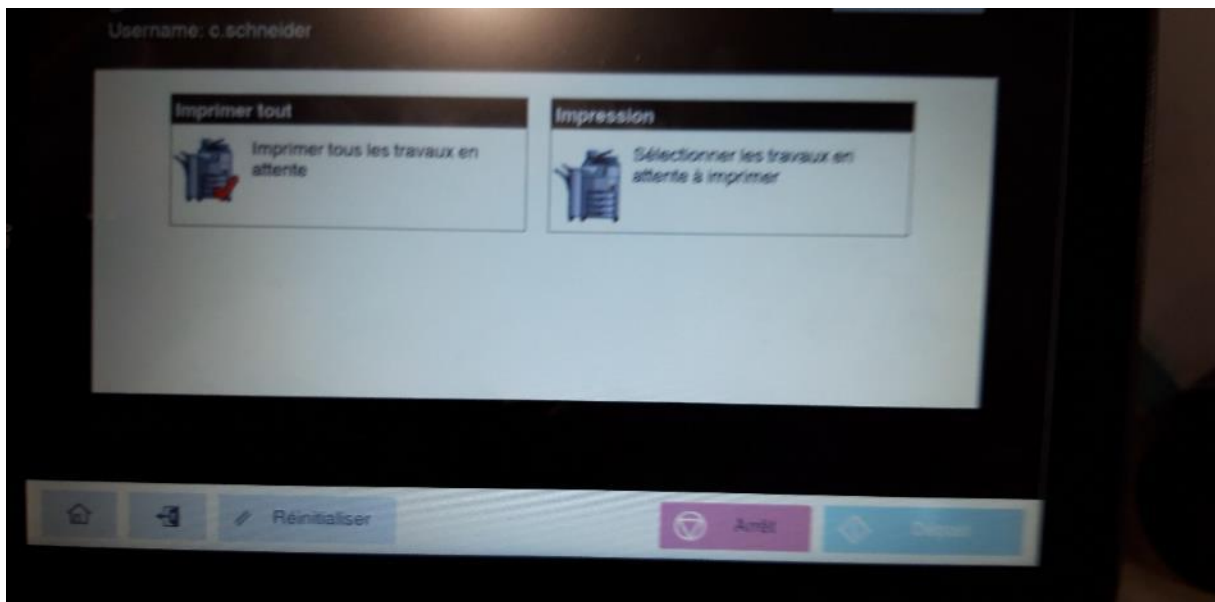 Username: c.schneider
Imprimer tout
Imprimer tous les travaux en
attente
Impression
Sélectionner les travaux en
attente à imprimer
Réinitialiser
Arrêt
Départ